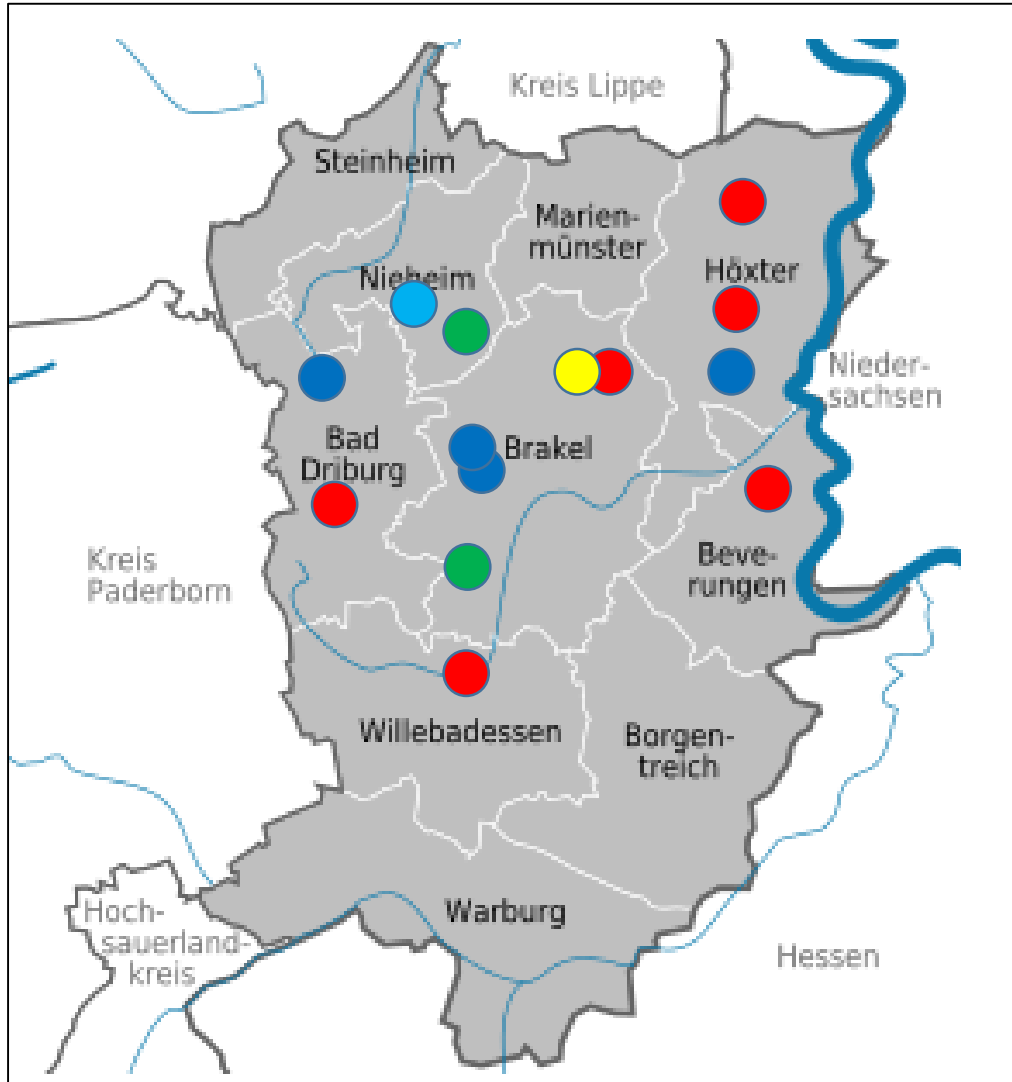 Kreis Lippe
Steinheim
Marien-
münster
Nieheim
Höxter
Nieder-
sachsen
Bad
Driburg
Brakel
Kreis
Paderborn
Beve-
rungen
Willebadessen
Borgen-
treich
Warburg
Hoch-
sauerland-
kreis
Hessen